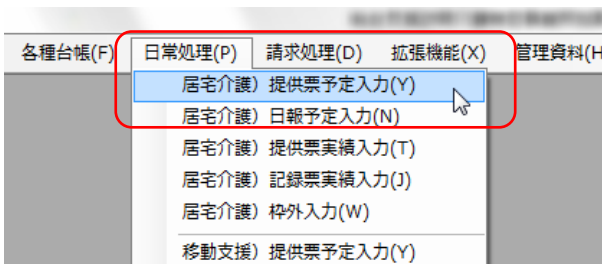 各種台帳(F) 日常処理(P) 請求処理(D) 拡張機能(X) 管理資料(H
居宅介護）提供票予定入力(Y)
居宅介護）日報予定入力(N)
居宅介護）提供票実績入力(T)
居宅介護）記録票実績入力(J)
居宅介護）枠外入力(W)
移動支援）提供票予定入力(Y)